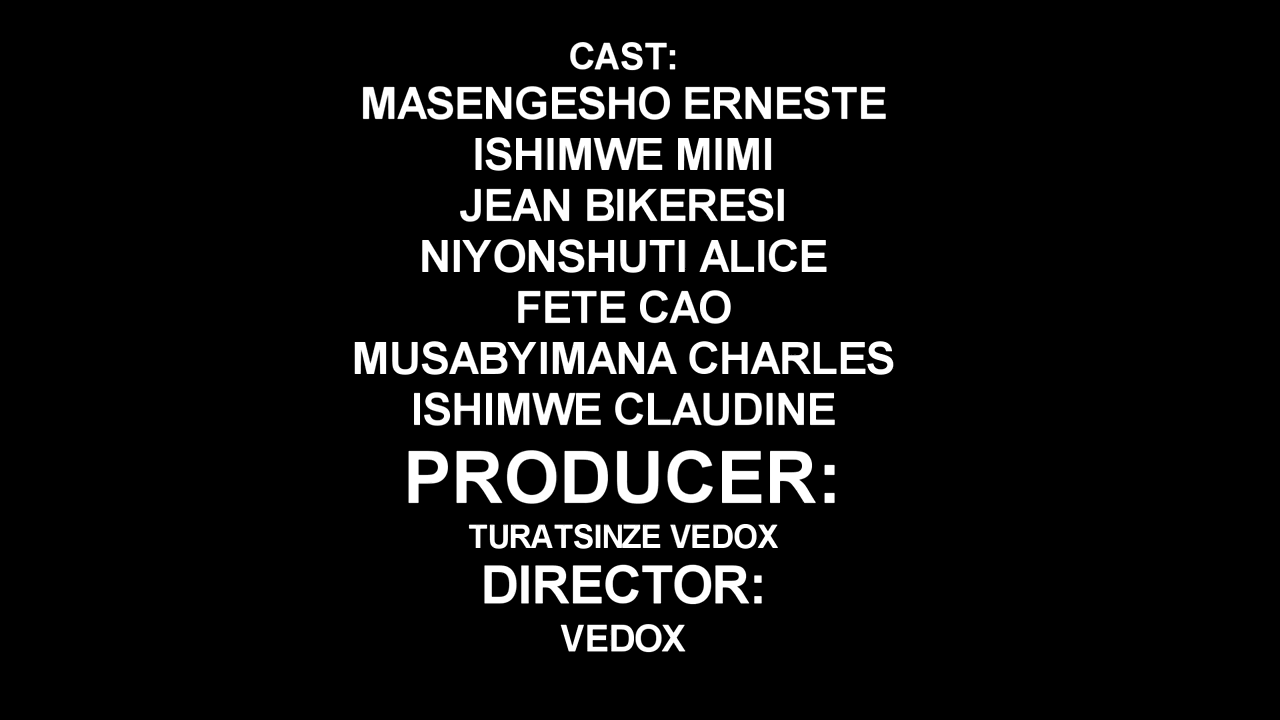 CAST:
MASENGESHO ERNESTE
ISHIMWE MIMI
JEAN BIKERESI
NIYONSHUTI ALICE
FETE CAO
MUSABYIMANA CHARLES
ISHIMWE CLAUDINE
PRODUCER:
TURATSINZE VEDOX
DIRECTOR:
VEDOX